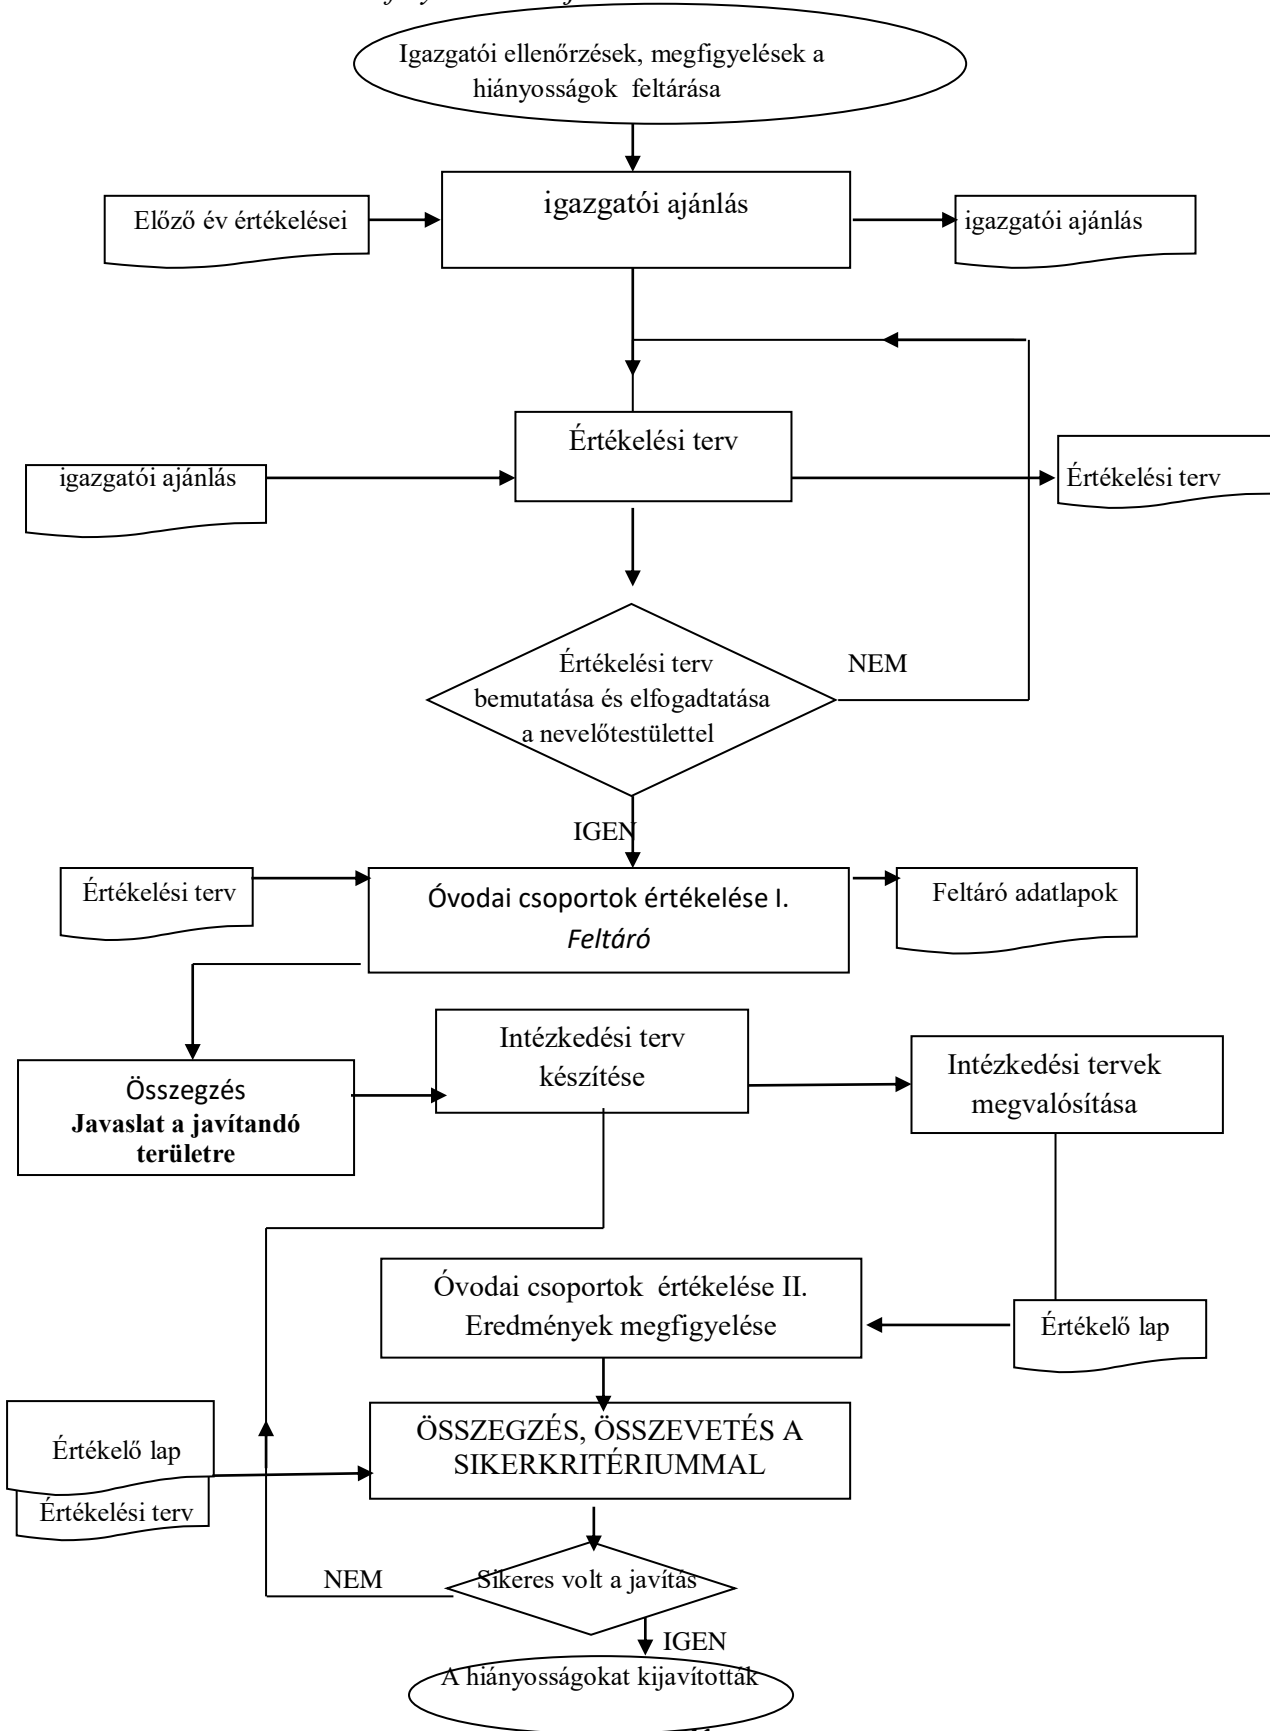 Igazgatói ellenőrzések, megfigyelések a
hiányosságok feltárása
igazgatói ajánlás
Előző év értékelései
igazgatói ajánlás
Értékelési terv
igazgatói ajánlás
Értékelési terv
Értékelési terv
bemutatása és elfogadtatása
a nevelőtestülettel
NEM
IGEN
Értékelési terv
Óvodai csoportok értékelése I.
Feltáró
Feltáró adatlapok
Intézkedési terv
készítése
Intézkedési tervek
megvalósítása
Összegzés
Javaslat a javítandó
területre
Óvodai csoportok értékelése II.
Eredmények megfigyelése
Értékelő lap
ÖSSZEGZÉS, ÖSSZEVETÉS A
SIKERKRITÉRIUMMAL
Értékelő lap
Értékelési terv
NEM
Sikeres volt a javítás
IGEN
A hiányosságokat kijavították